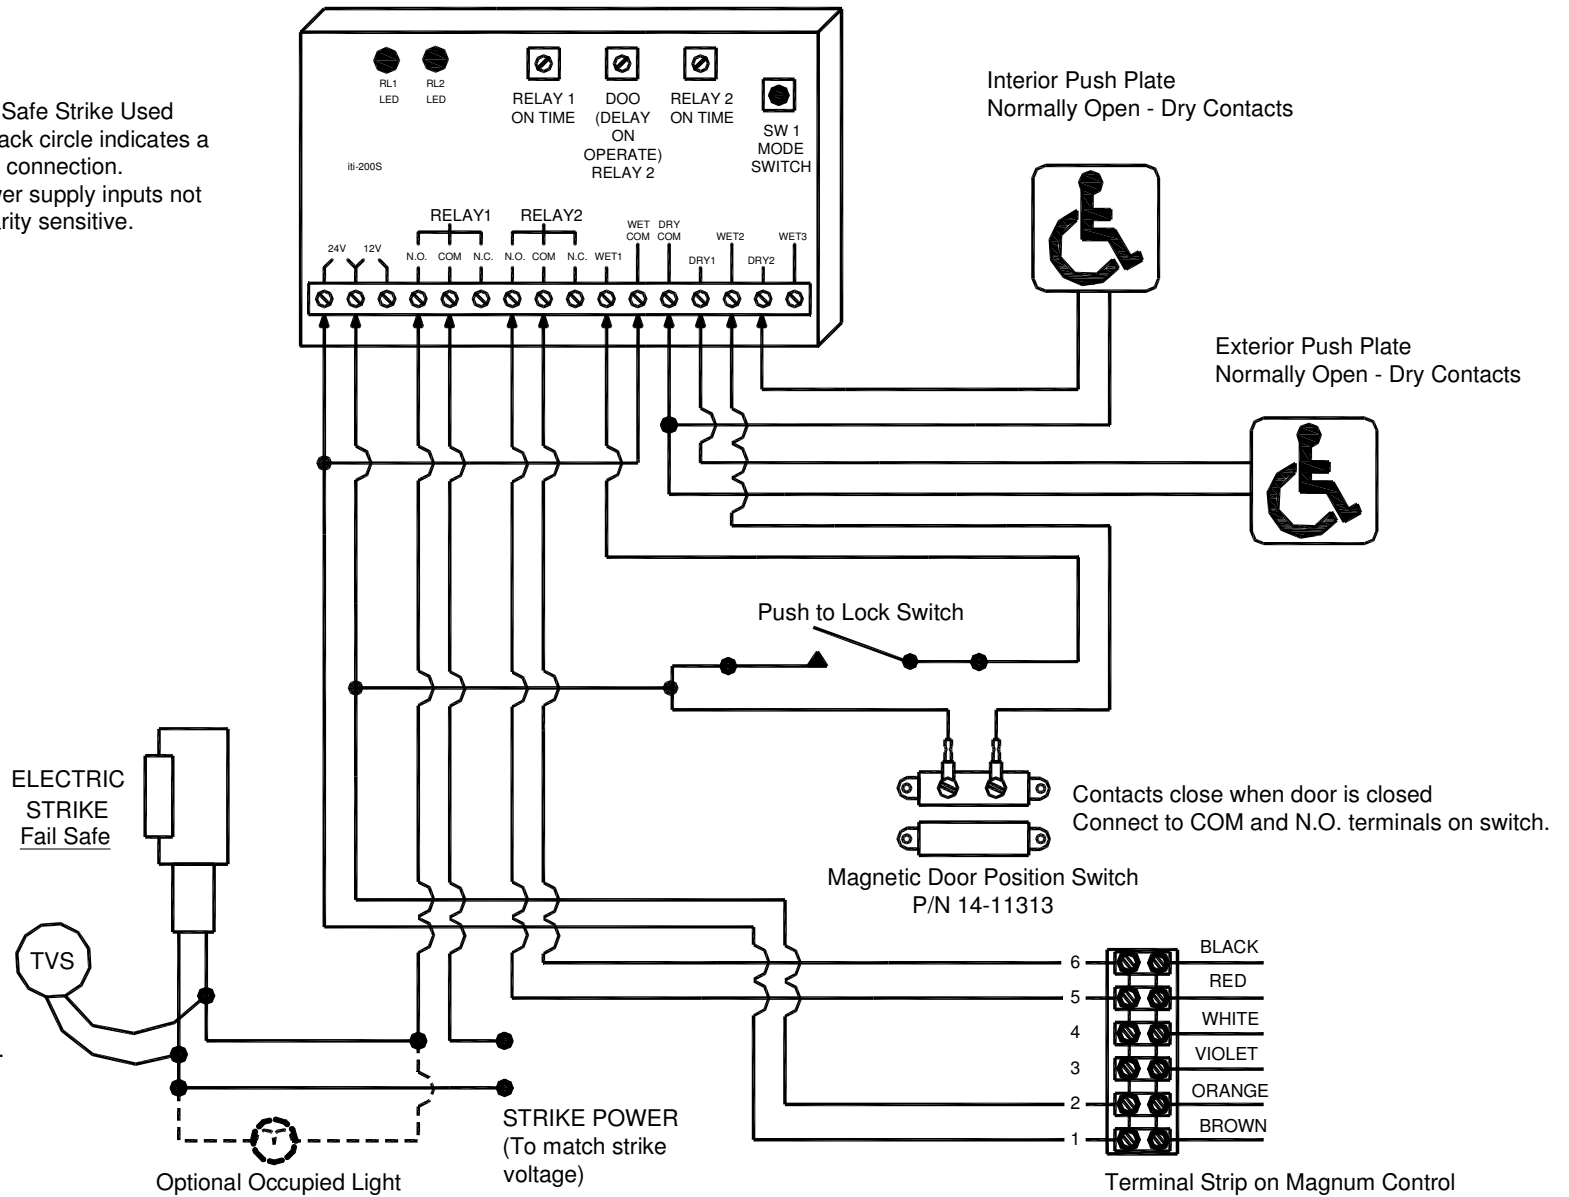 Safe Strike Used
ack circle indicates a
connection.
er supply inputs not
rity sensitive.
RL1
LED
RL2
LED
RELAY 1
ON TIME
DOO
(DELAY
ON
OPERATE)
RELAY 2
RELAY 2
ON TIME
SW 1
MODE
SWITCH
iti-200S
RELAY1
RELAY2
24V
12V
N.O.
COM
N.C.
N.O.
COM
N.C.
WET1
WET
COM
DRY
COM
DRY1
WET2
DRY2
WET3
Interior Push Plate
Normally Open - Dry Contacts
Exterior Push Plate
Normally Open - Dry Contacts
Push to Lock Switch
ELECTRIC
STRIKE
Fail Safe
TVS
Contacts close when door is closed
Connect to COM and N.O. terminals on switch.
Magnetic Door Position Switch
P/N 14-11313
6 BLACK
5 RED
4 WHITE
3 VIOLET
2 ORANGE
1 BROWN
STRIKE POWER
(To match strike
voltage)
Optional Occupied Light
Terminal Strip on Magnum Control